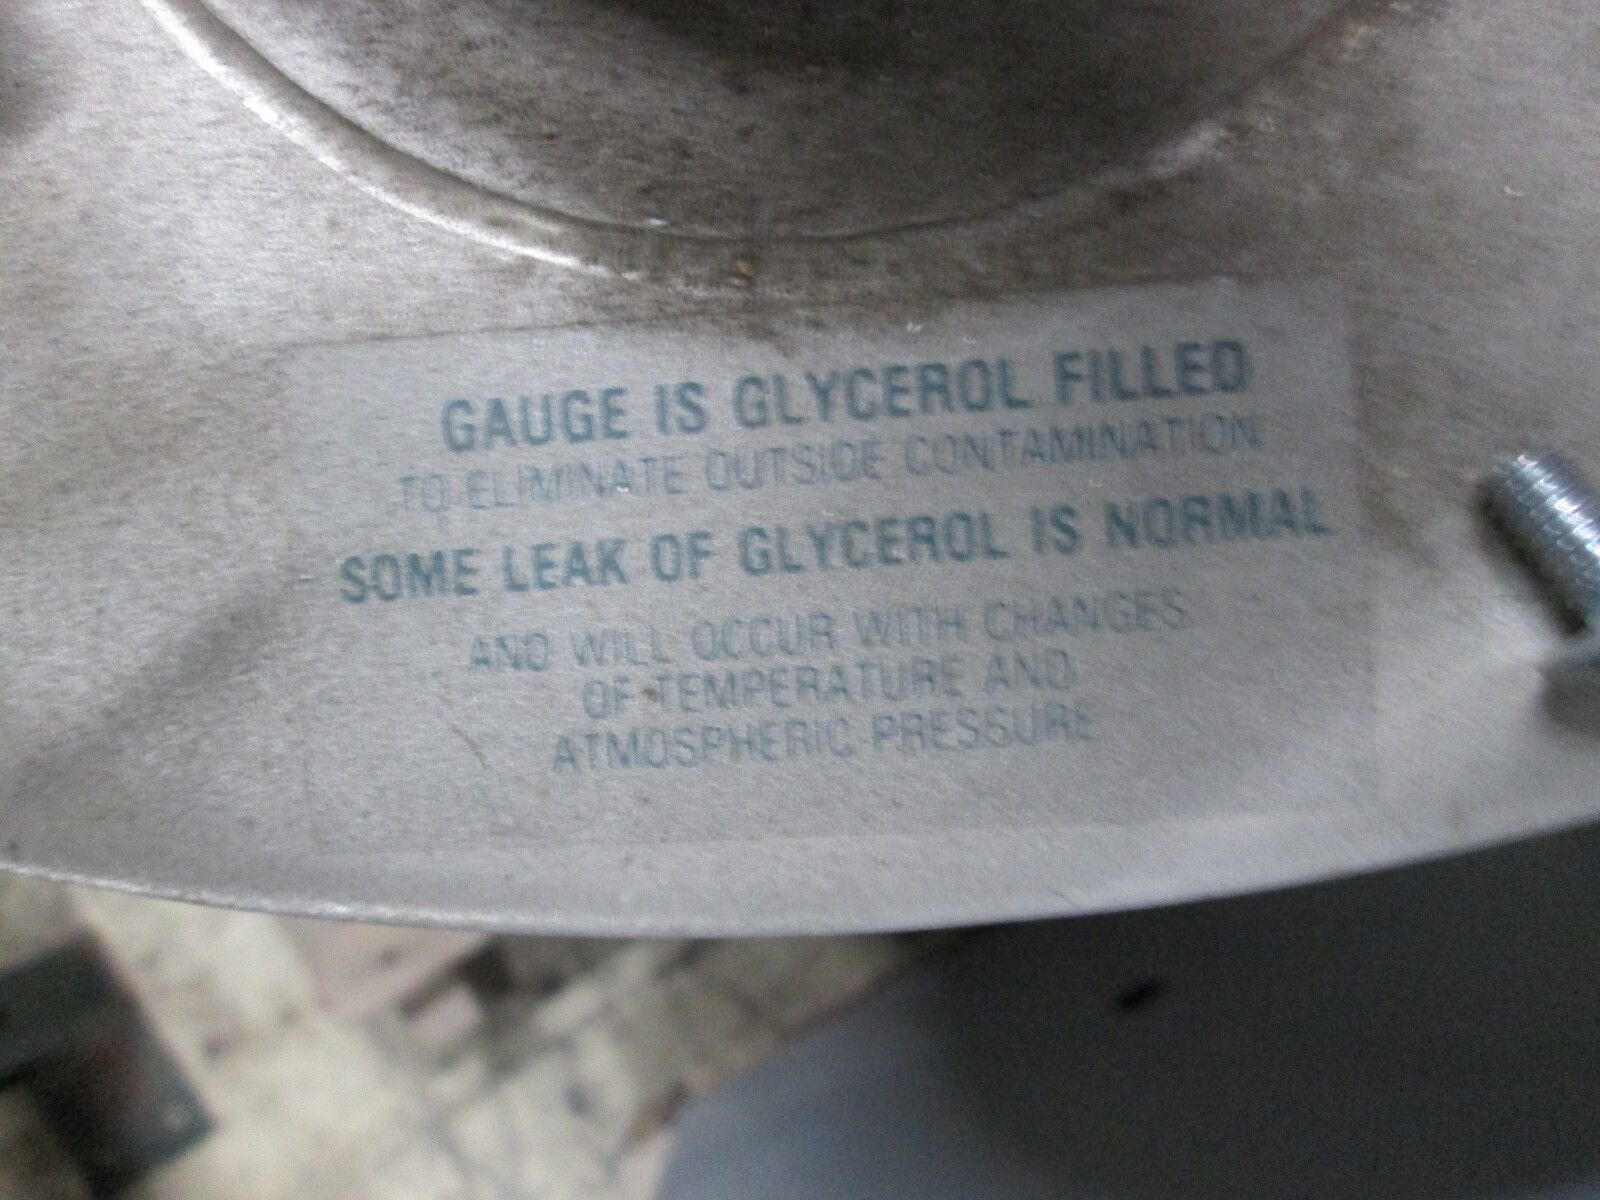 GAUGE IS GLYCEROL FILLED
TO ELIMINATE OUTSIDE CONTAMINATION
SOME LEAK OF GLYCEROL IS NORMAL
AND WILL OCCUR WITH CHANGES
OF TEMPERATURE AND
ATMOSPHERIC PRESSURE